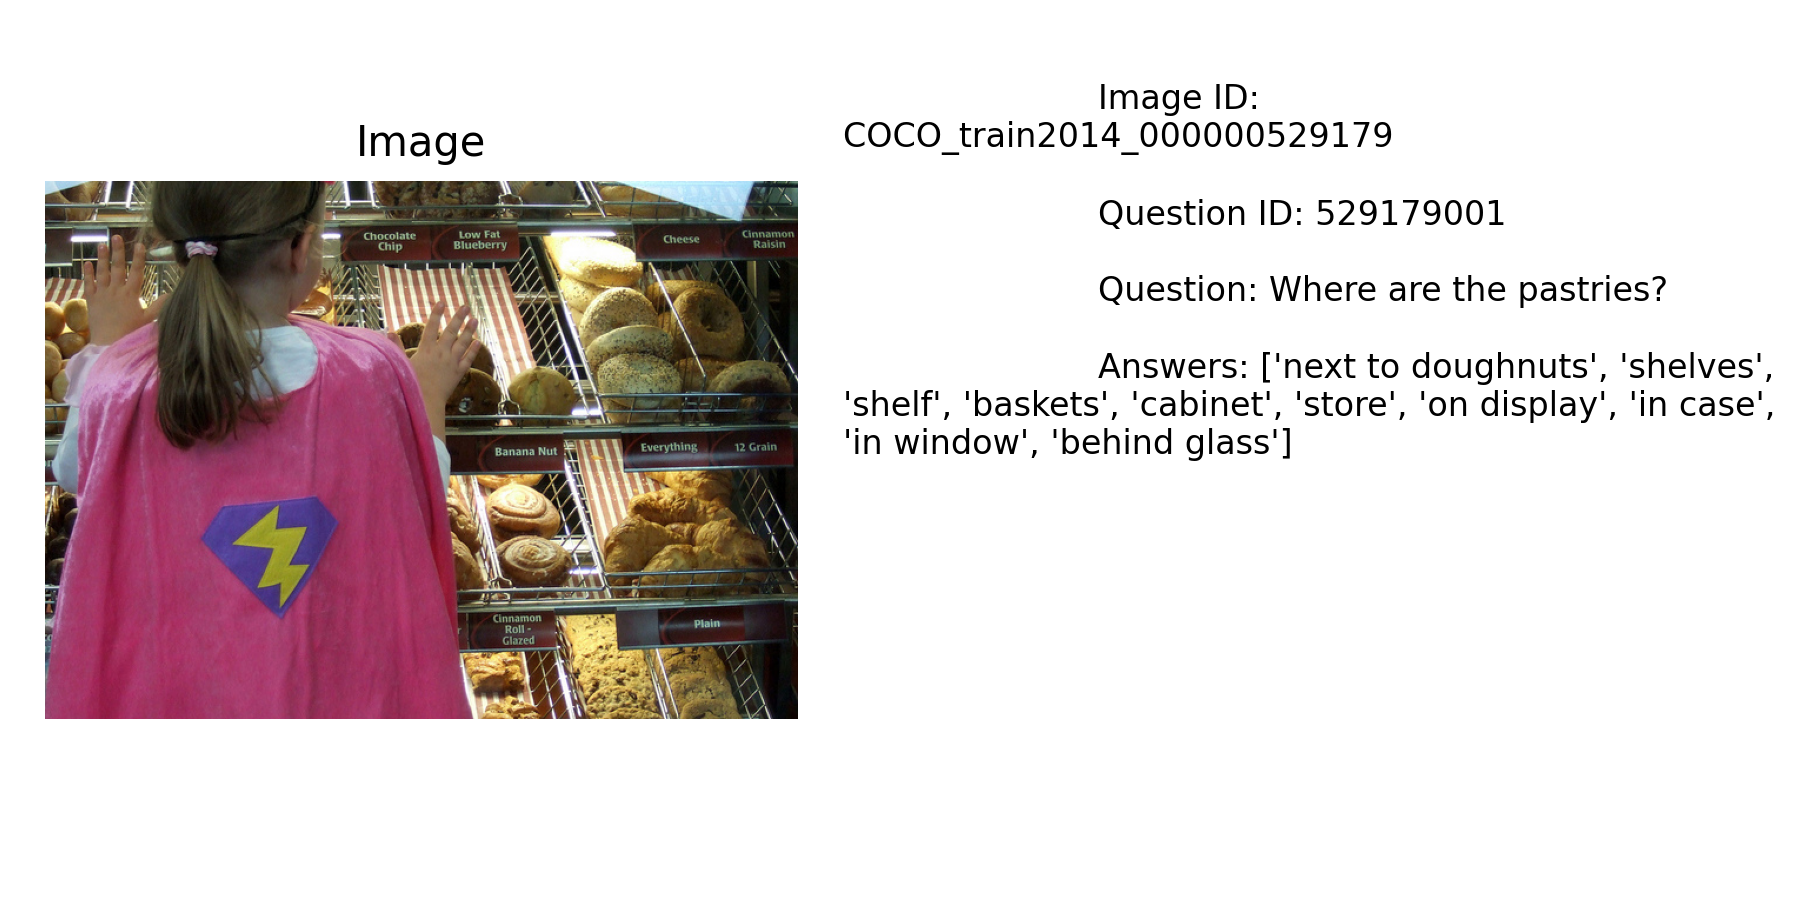 Image
Image ID:
COCO_train2014_000000529179
Question ID: 529179001
Question: Where are the pastries?
Answers: ['next to doughnuts', 'shelves',
'shelf', 'baskets', 'cabinet', 'store', 'on display', 'in case',
'in window', 'behind glass']
Chocolate
Chip
Low Fat
Blueberry
Cheese
Cinnamon
Raisin
Banana Nut
Everything
12 Grain
Cinnamon
Roll -
Glazed
Plain